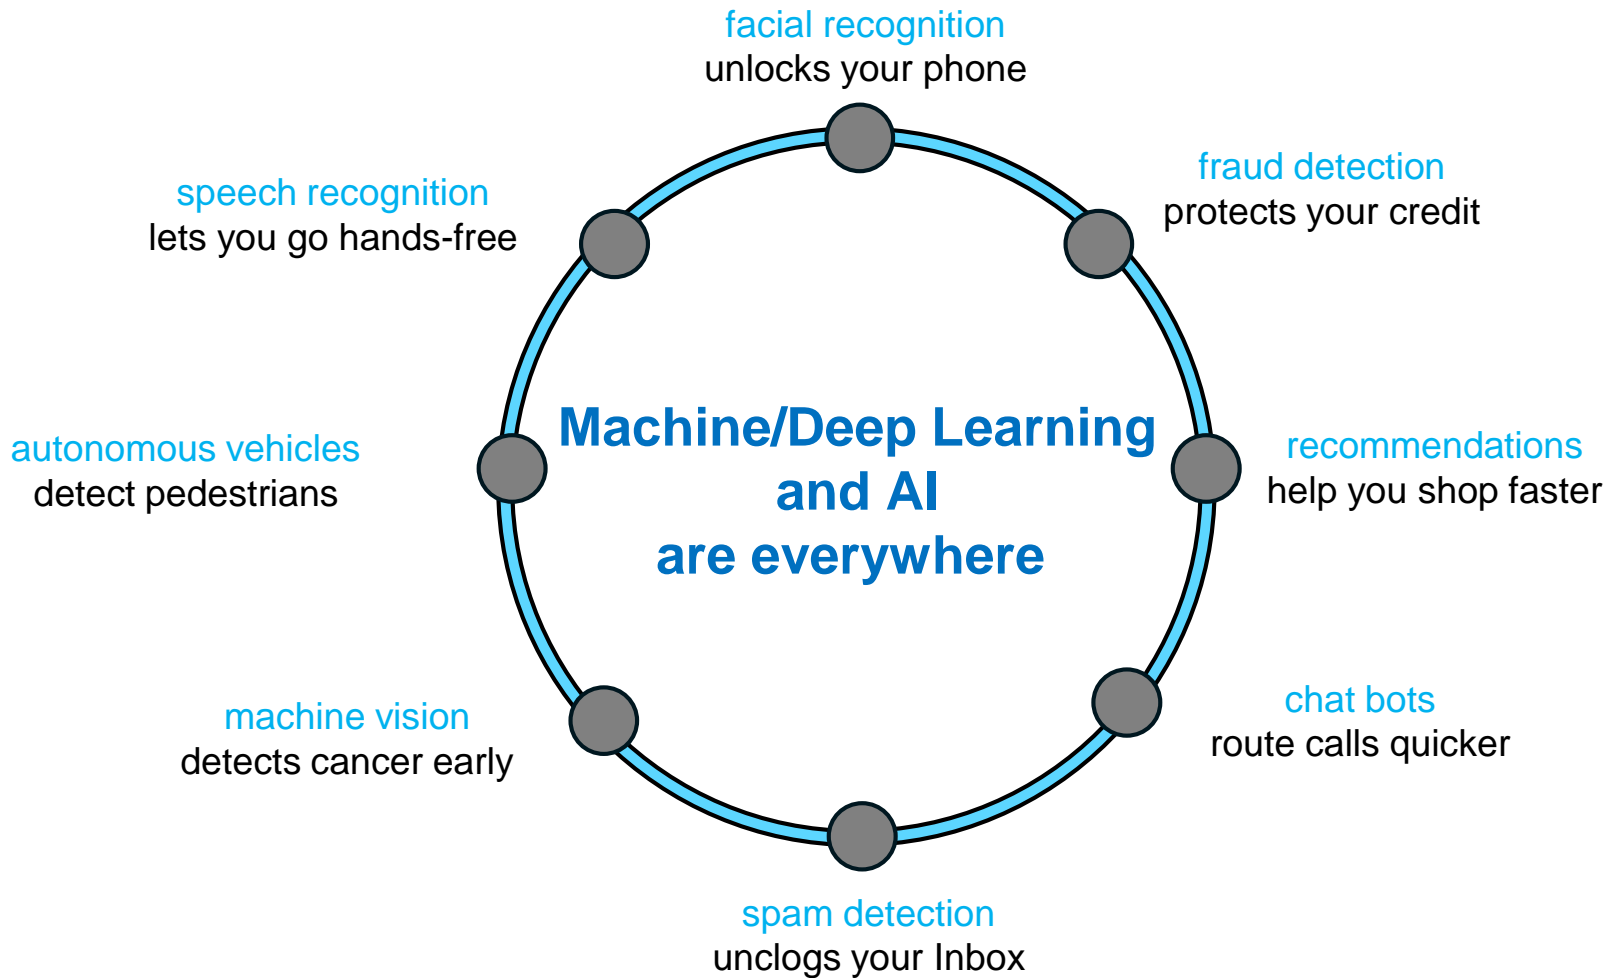 facial recognition
unlocks your phone
fraud detection
protects your credit
speech recognition
lets you go hands-free
Machine/Deep Learning
and AI
are everywhere
autonomous vehicles
detect pedestrians
recommendations
help you shop faster
machine vision
detects cancer early
chat bots
route calls quicker
spam detection
unclogs your Inbox